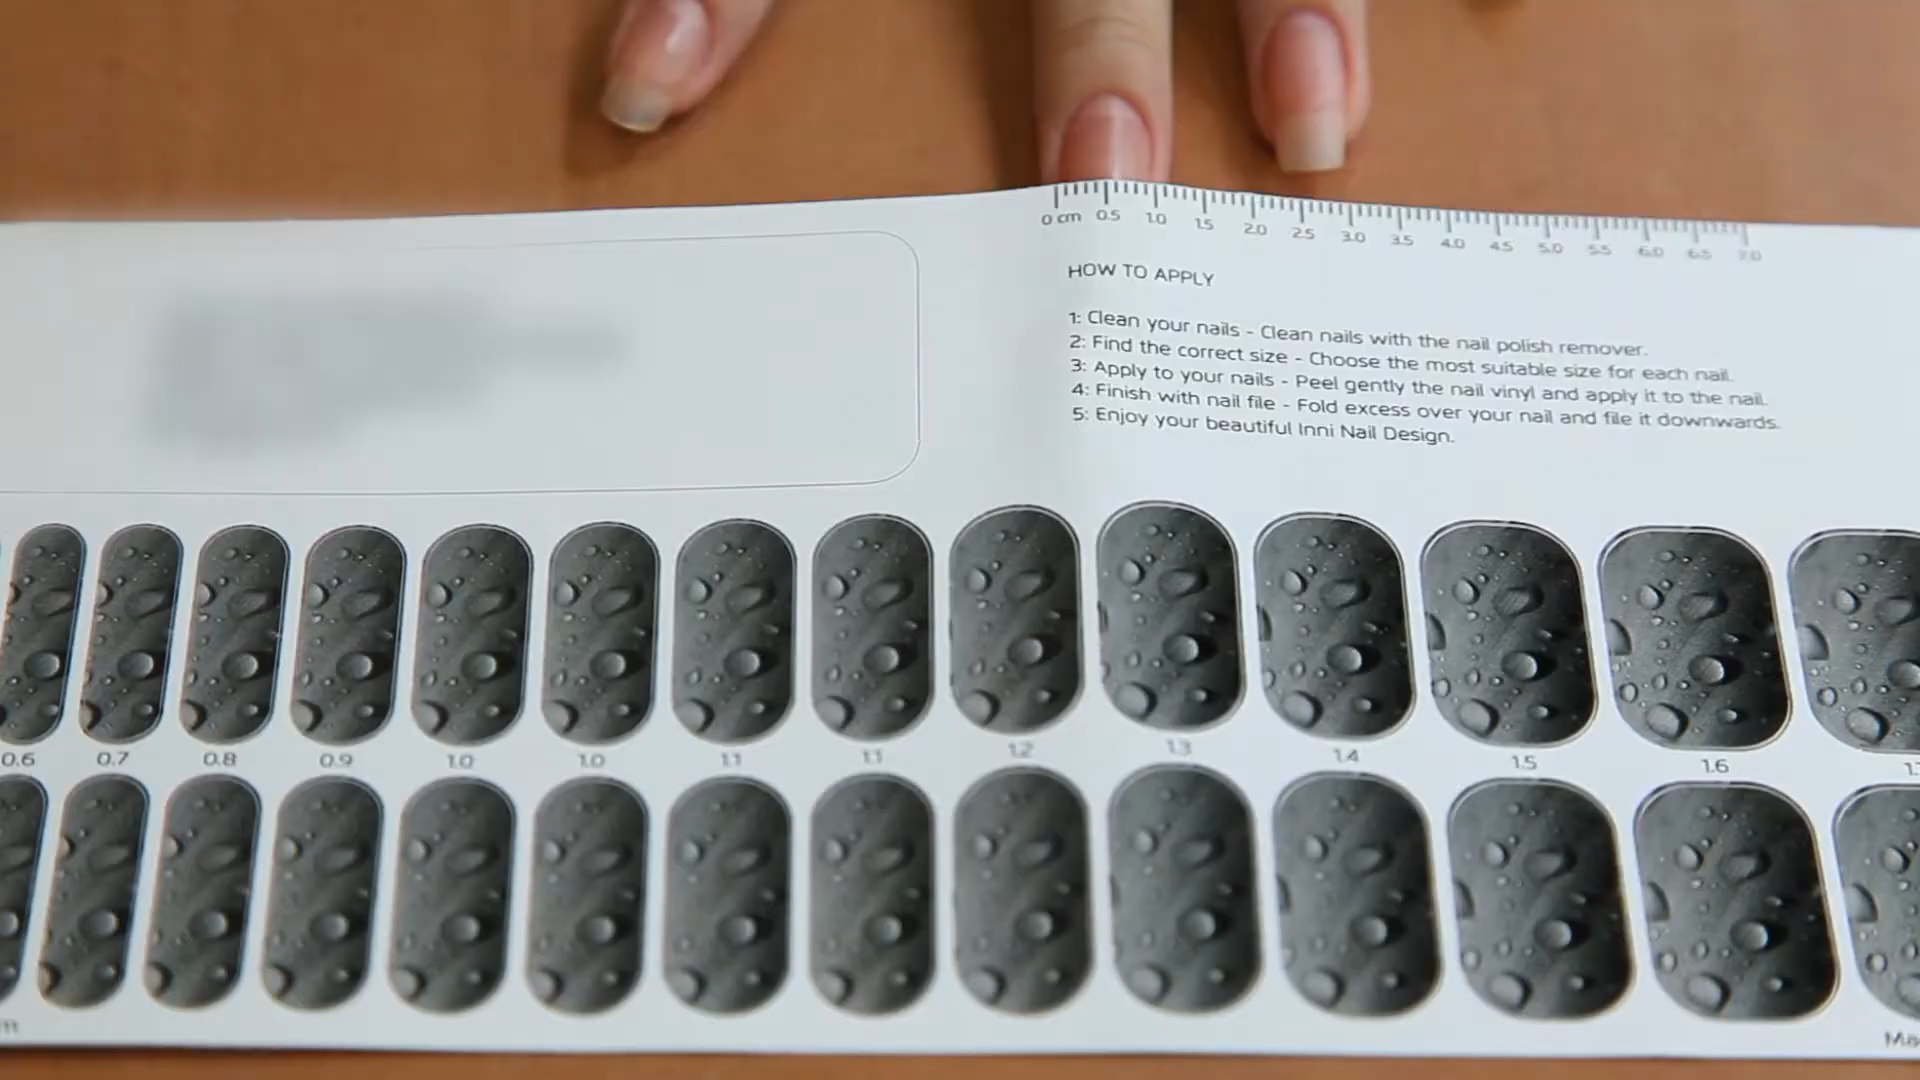 0 cm 0.5 1.0 1.5 2.0 2.5 3.0 3.5 4.0 4.5 5.0 5.5 6.0 6.5 7.0
HOW TO APPLY
1: Clean your nails - Clean nails with the nail polish remover.
2: Find the correct size - Choose the most suitable size for each nail.
3: Apply to your nails - Peel gently the nail vinyl and apply it to the nail.
4: Finish with nail file - Fold excess over your nail and file it downwards.
5: Enjoy your beautiful Inni Nail Design.
0.6 0.7 0.8 0.9 1.0 1.0 1.1 1.1 1.2 1.3 1.4 1.5 1.6